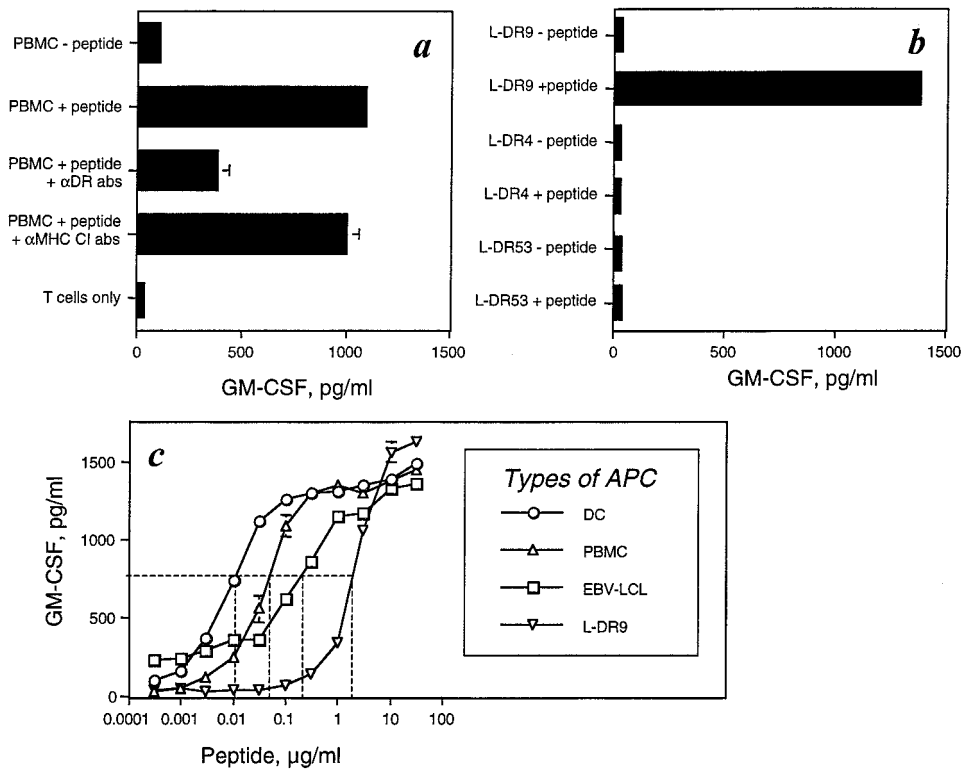 a
PBMC - peptide
PBMC + peptide
PBMC + peptide
+ αDR abs
PBMC + peptide
+ αMHC Cl abs
T cells only
0
500
1000
1500
GM-CSF, pg/ml
b
L-DR9 - peptide
L-DR9 +peptide
L-DR4 - peptide
L-DR4 + peptide
L-DR53 - peptide
L-DR53 + peptide
0
500
1000
1500
GM-CSF, pg/ml
c
1500
1000
500
0
GM-CSF, pg/ml
0.0001
0.001
0.01
0.1
1
10
100
Peptide, µg/ml
Types of APC
DC
PBMC
EBV-LCL
L-DR9